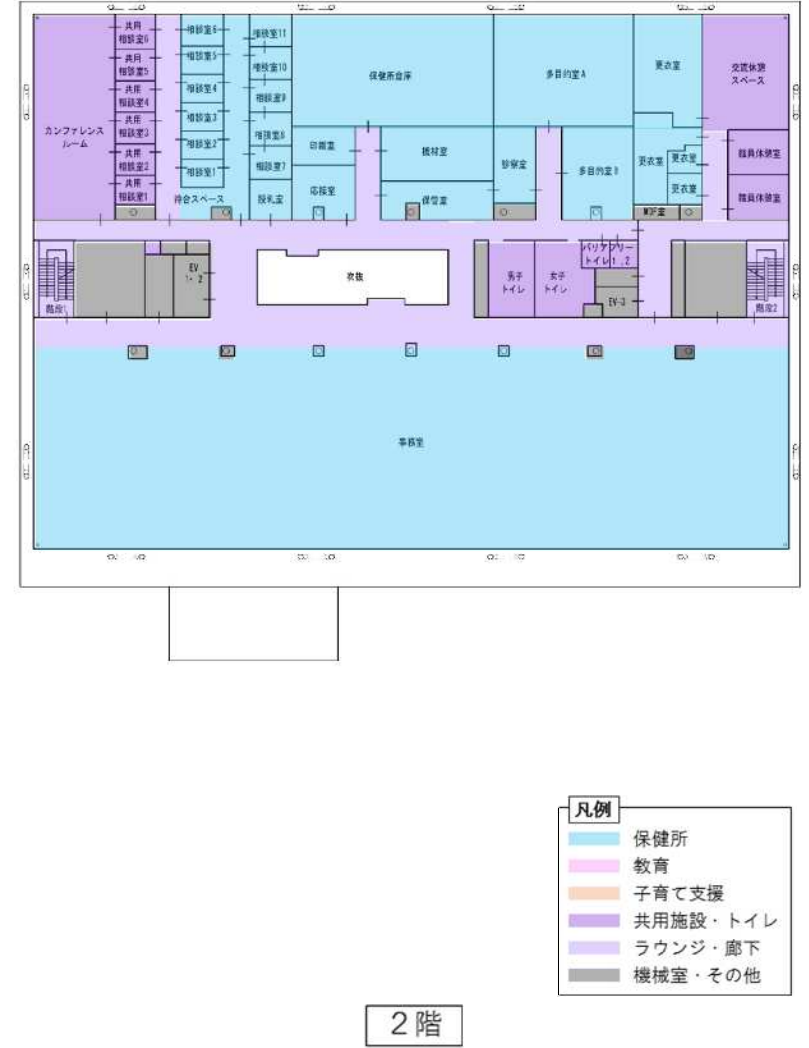 共用
相談室6
共用
相談室5
共用
相談室4
共用
相談室3
共用
相談室2
共用
相談室1
カンファレンス
ルーム
相談室6
相談室5
相談室4
相談室3
相談室2
相談室1
待合スペース
相談室11
相談室10
相談室9
相談室8
相談室7
授乳室
保健所倉庫
印刷室
応接室
機材室
保管室
多目的室A
診察室
多目的室B
更衣室
更衣室
更衣室
更衣室
MDF室
交流休憩
スペース
職員休憩室
職員休憩室
階段1
EV
1・2
吹抜
男子
トイレ
女子
トイレ
バリアフリー
トイレ1,2
EV-3
階段2
事務室
凡例
保健所
教育
子育て支援
共用施設・トイレ
ラウンジ・廊下
機械室・その他
2階